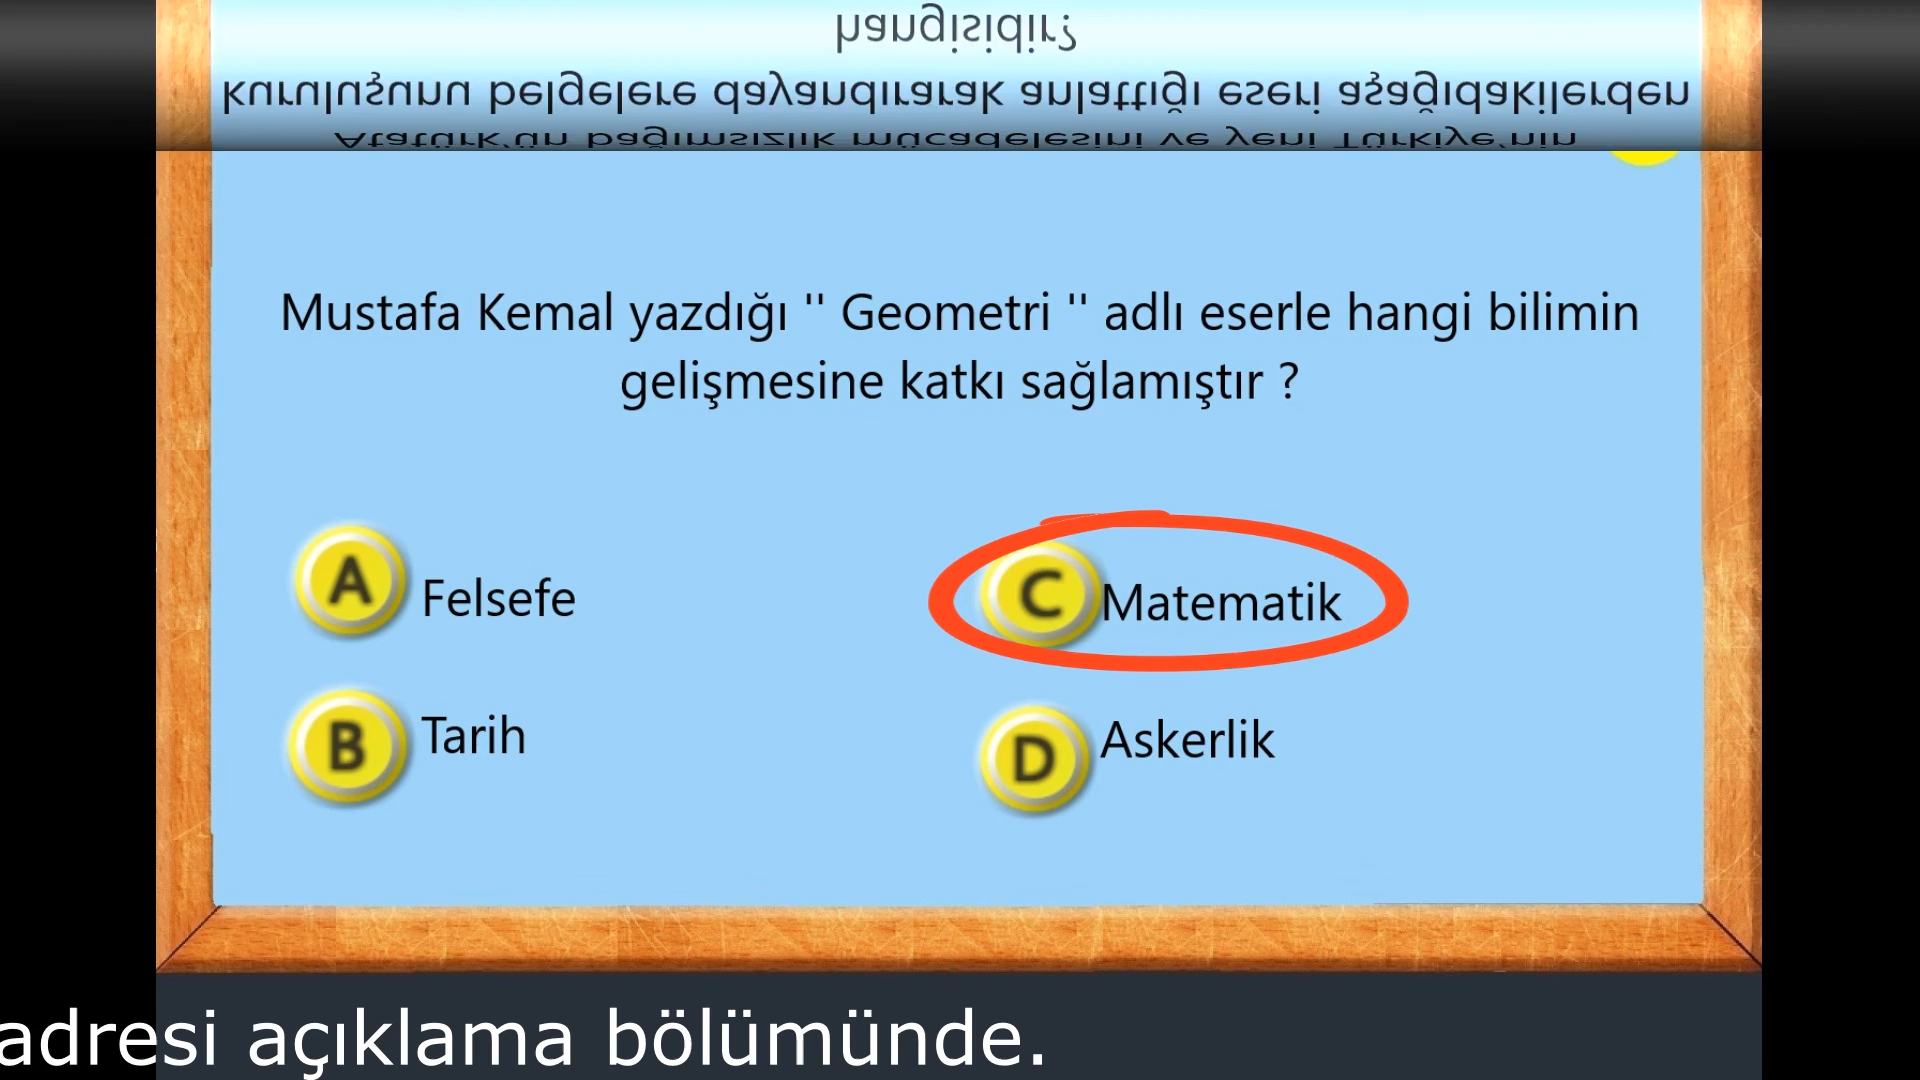 hangisidir?
kuruluşunu belgelere dayandırarak anlattığı eseri aşağıdakilerden
Atatürk'ün bağımsızlık mücadelesini ve yeni Türkiye'nin
Mustafa Kemal yazdığı " Geometri " adlı eserle hangi bilimin
gelişmesine katkı sağlamıştır ?
A Felsefe
B Tarih
C Matematik
D Askerlik
adresi açıklama bölümünde.